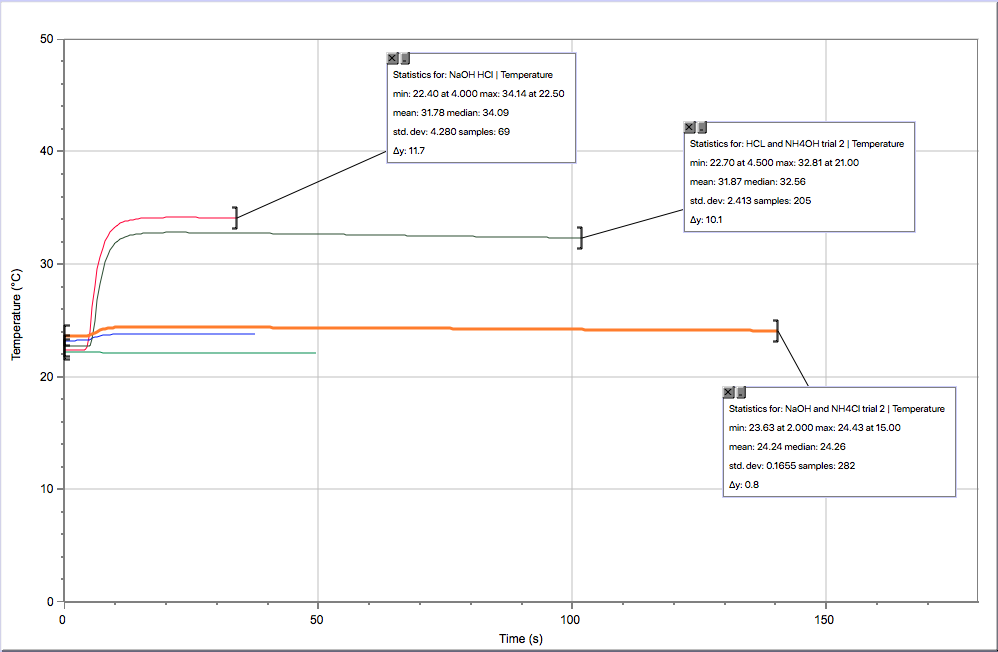 50
Statistics for: NaOH HCl | Temperature
min: 22.40 at 4.000 max: 34.14 at 22.50
mean: 31.78 median: 34.09
std. dev: 4.280 samples: 69
Δy: 11.7
Statistics for: HCL and NH4OH trial 2 | Temperature
min: 22.70 at 4.500 max: 32.81 at 21.00
mean: 31.87 median: 32.56
std. dev: 2.413 samples: 205
Δy: 10.1
40
30
Temperature (°C)
20
Statistics for: NaOH and NH4Cl trial 2 | Temperature
min: 23.63 at 2.000 max: 24.43 at 15.00
mean: 24.24 median: 24.26
std. dev: 0.1655 samples: 282
Δy: 0.8
10
0
0 50 100 150
Time (s)